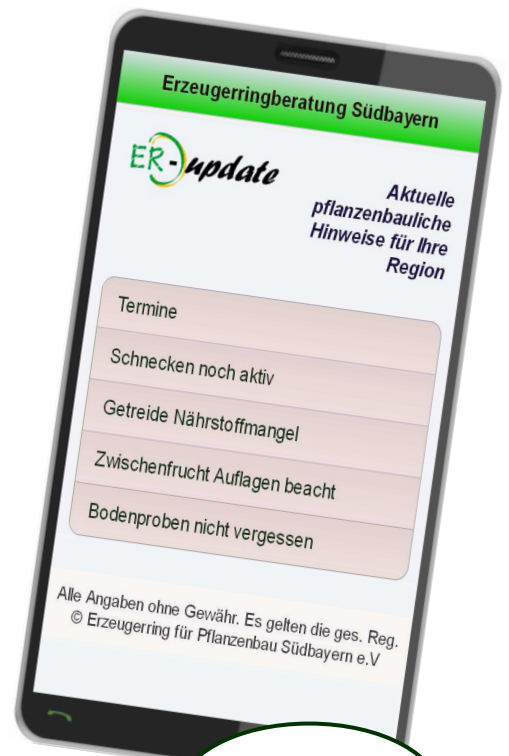 Erzeugerringberatung Südbayern
ER-update
Aktuelle
pflanzenbauliche
Hinweise für Ihre
Region
Termine
Schnecken noch aktiv
Getreide Nährstoffmangel
Zwischenfrucht Auflagen beacht
Bodenproben nicht vergessen
Alle Angaben ohne Gewähr. Es gelten die ges. Reg.
© Erzeugerring für Pflanzenbau Südbayern e.V